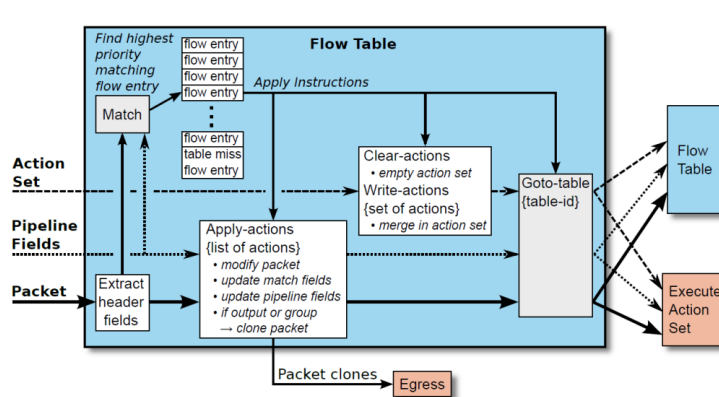 Find highest
priority
matching
flow entry
flow entry
flow entry
flow entry
flow entry
Flow Table
Apply Instructions
Match
flow entry
table miss
flow entry
Action
Set
Clear-actions
• empty action set
Write-actions
{set of actions}
• merge in action set
Goto-table
{table-id}
Flow
Table
Pipeline
Fields
Apply-actions
{list of actions}
• modify packet
• update match fields
• update pipeline fields
• if output or group
→ clone packet
Packet
Extract
header
fields
Execute
Action
Set
Packet clones
Egress